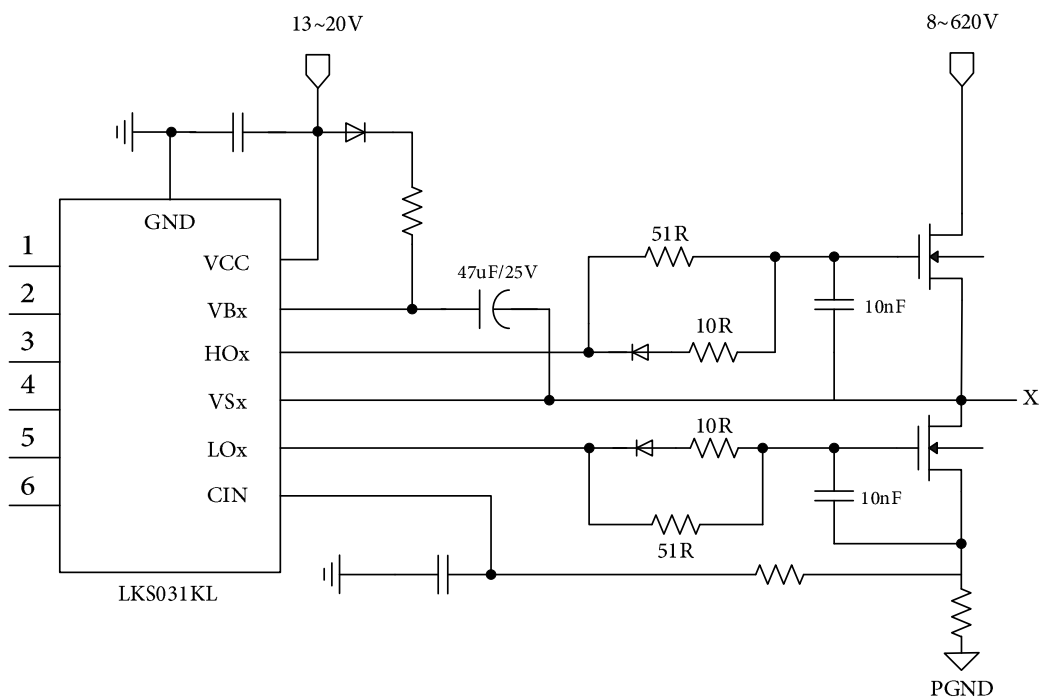 13~20V
8~620V
GND
1
VCC
51R
2
47uF/25V
VBx
10nF
3
10R
HOx
4
VSx
X
5
LOx
10R
6
CIN
10nF
51R
LKS031KL
PGND